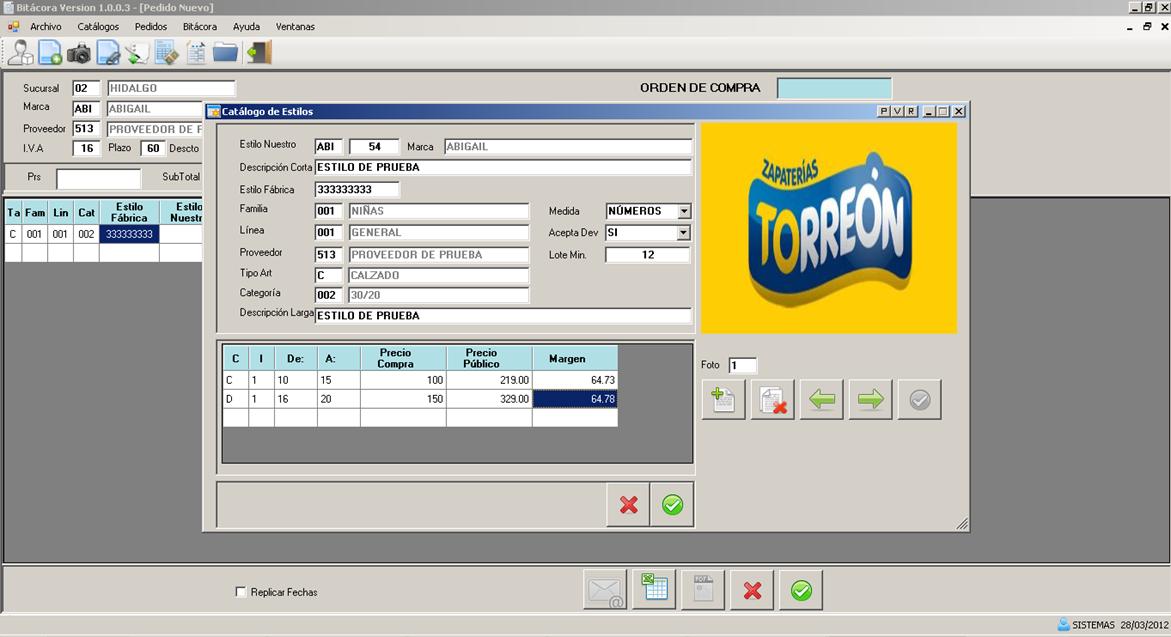 Bitácora Version 1.0.0.3 - [Pedido Nuevo]
Archivo Catálogos Pedidos Bitácora Ayuda Ventanas
Sucursal 02 HIDALGO ORDEN DE COMPRA
Marca ABI ABIGAIL
Proveedor 513 PROVEEDOR DE
I.V.A 16 Plazo 60 Descto
Prs SubTotal
Ta Fam Lin Cat Estilo Fábrica Estilo
C 001 001 002 333333333
Catálogo de Estilos P V R
Estilo Nuestro ABI 54 Marca ABIGAIL
Descripción Corta ESTILO DE PRUEBA
Estilo Fábrica 333333333
Familia 001 NIÑAS Medida NÚMEROS
Línea 001 GENERAL Acepta Dev SI
Proveedor 513 PROVEEDOR DE PRUEBA Lote Min. 12
Tipo Art C CALZADO
Categoría 002 30/20
Descripción Larga ESTILO DE PRUEBA
ZAPATERÍAS
TORREÓN
C I De: A: Precio Compra Precio Público Margen
C 1 10 15 100 219.00 64.73
D 1 16 20 150 329.00 64.78
Foto 1
Replicar Fechas
SISTEMAS 28/03/2012